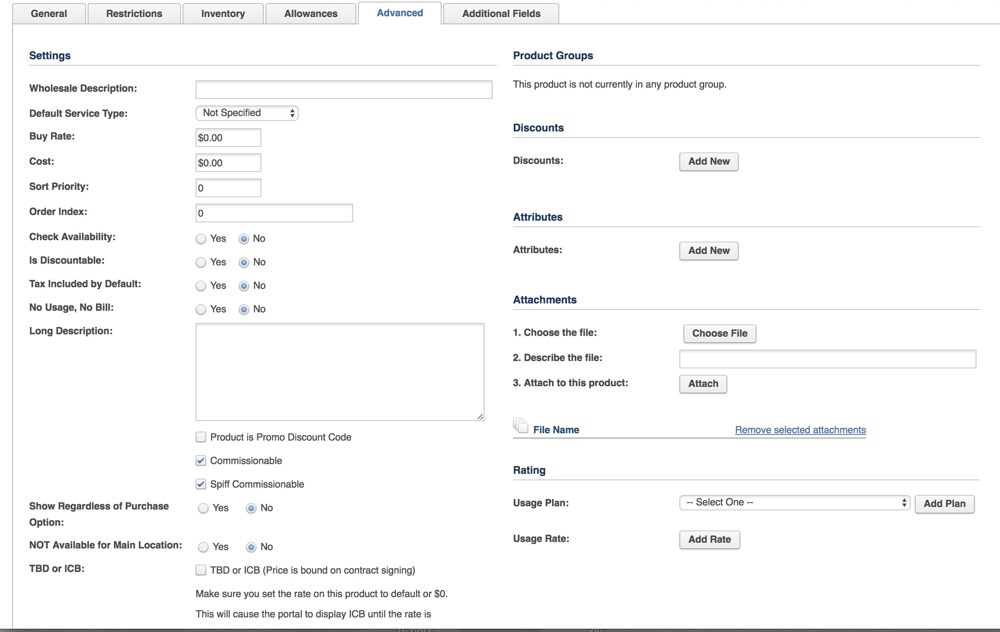 General Restrictions Inventory Allowances Advanced Additional Fields
Settings
Wholesale Description:
Default Service Type: Not Specified
Buy Rate: $0.00
Cost: $0.00
Sort Priority: 0
Order Index: 0
Check Availability: Yes No
Is Discountable: Yes No
Tax Included by Default: Yes No
No Usage, No Bill: Yes No
Long Description:
Product is Promo Discount Code
Commissionable
Spiff Commissionable
Show Regardless of Purchase Yes No
Option:
NOT Available for Main Location: Yes No
TBD or ICB: TBD or ICB (Price is bound on contract signing)
Make sure you set the rate on this product to default or $0.
This will cause the portal to display ICB until the rate is
Product Groups
This product is not currently in any product group.
Discounts
Discounts: Add New
Attributes
Attributes: Add New
Attachments
1. Choose the file: Choose File
2. Describe the file:
3. Attach to this product: Attach
File Name Remove selected attachments
Rating
Usage Plan: -- Select One -- Add Plan
Usage Rate: Add Rate